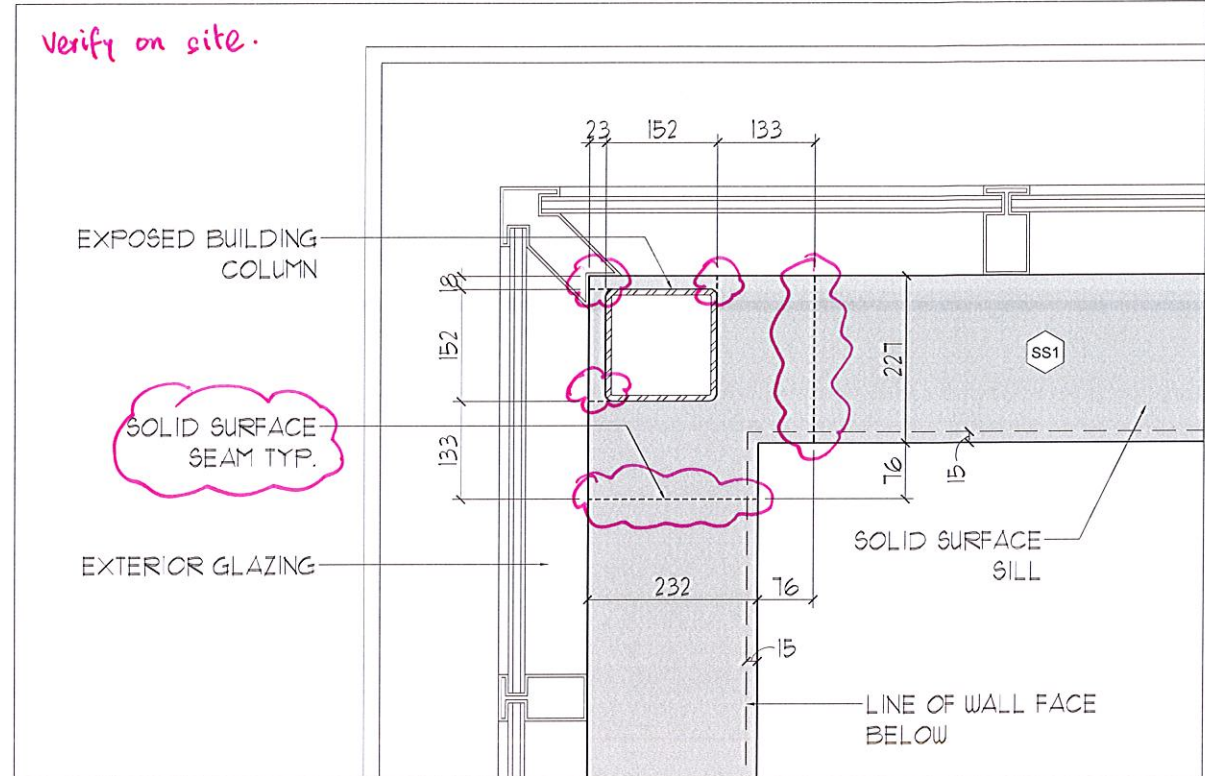 Verify on site.
23
152
133
EXPOSED BUILDING
COLUMN
18
152
133
SOLID SURFACE
SEAM TYP.
SS1
227
76
15
EXTERIOR GLAZING
SOLID SURFACE
SILL
232
76
15
LINE OF WALL FACE
BELOW